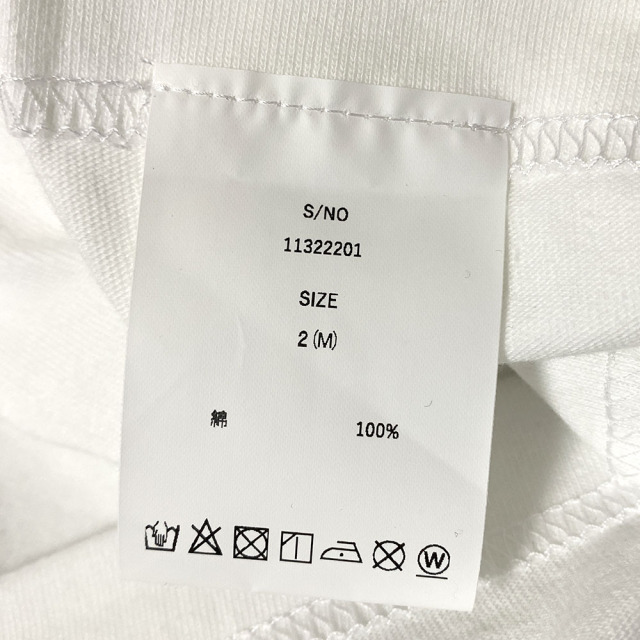 S/NO
11322201
SIZE
2(M)
綿 100%
W